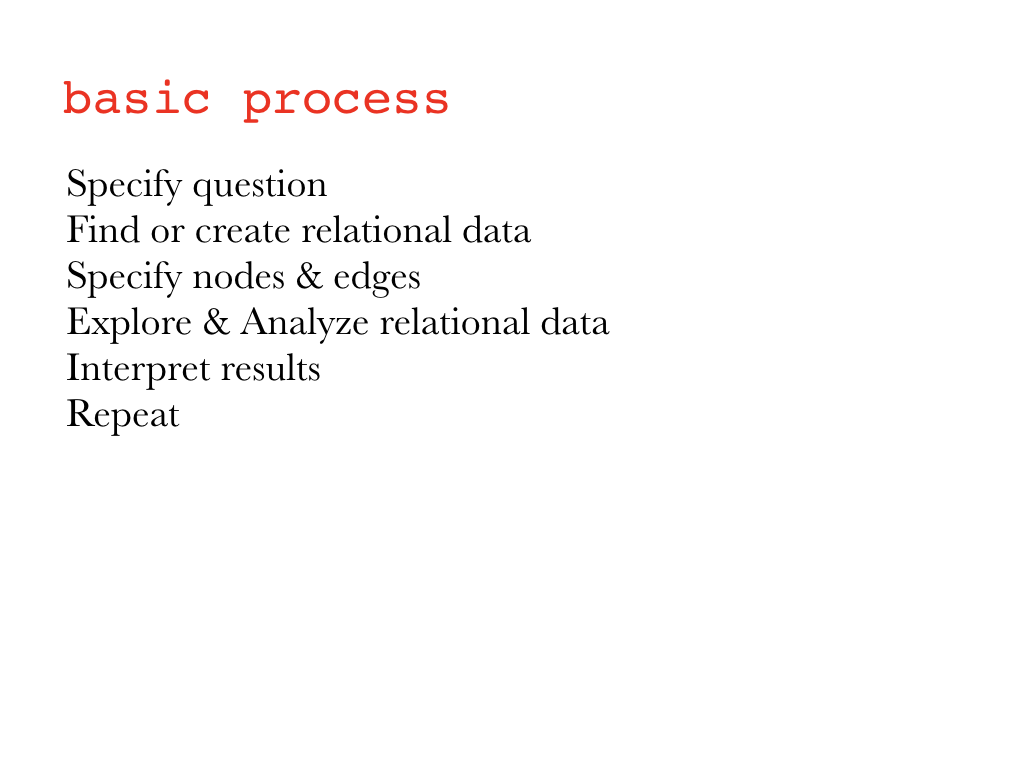 basic process
Specify question
Find or create relational data
Specify nodes & edges
Explore & Analyze relational data
Interpret results
Repeat